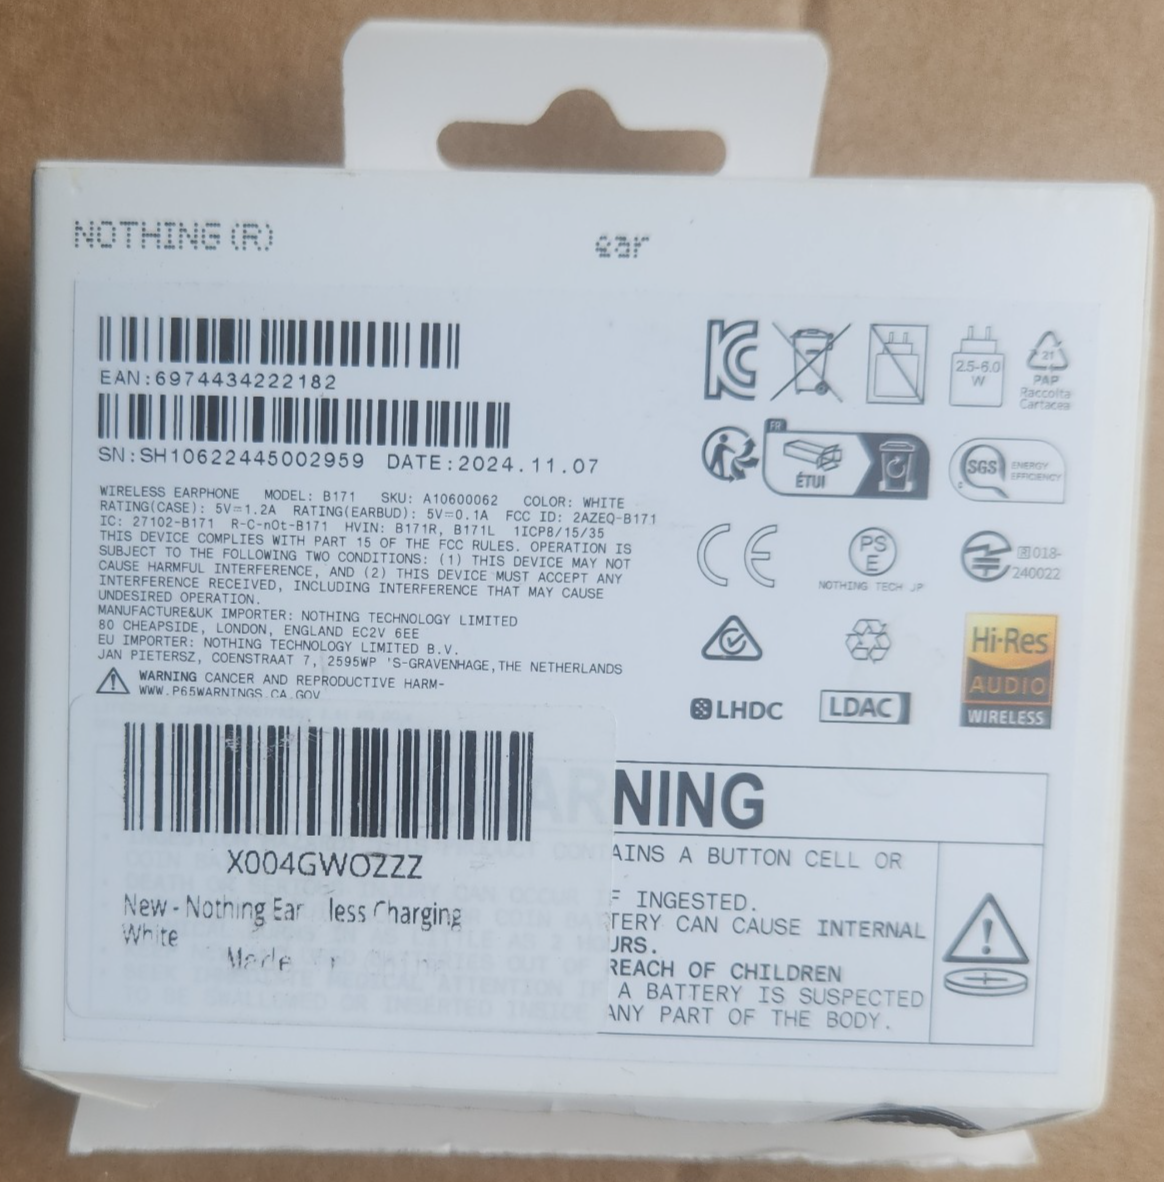 NOTHING (R)
ear
EAN:6974434222182
SN:SH10622445002959 DATE:2024.11.07
WIRELESS EARPHONE MODEL: B171 SKU: A10600062 COLOR: WHITE
RATING(CASE): 5V⎓1.2A RATING(EARBUD): 5V⎓0.1A FCC ID: 2AZEQ-B171
IC: 27102-B171 R-C-nOt-B171 HVIN: B171R, B171L 1ICP8/15/35
THIS DEVICE COMPLIES WITH PART 15 OF THE FCC RULES. OPERATION IS
SUBJECT TO THE FOLLOWING TWO CONDITIONS: (1) THIS DEVICE MAY NOT
CAUSE HARMFUL INTERFERENCE, AND (2) THIS DEVICE MUST ACCEPT ANY
INTERFERENCE RECEIVED, INCLUDING INTERFERENCE THAT MAY CAUSE
UNDESIRED OPERATION.
MANUFACTURE&UK IMPORTER: NOTHING TECHNOLOGY LIMITED
80 CHEAPSIDE, LONDON, ENGLAND EC2V 6EE
EU IMPORTER: NOTHING TECHNOLOGY LIMITED B.V.
JAN PIETERSZ, COENSTRAAT 7, 2595WP 'S-GRAVENHAGE,THE NETHERLANDS
WARNING CANCER AND REPRODUCTIVE HARM-
WWW.P65WARNINGS.CA.GOV
2.5-6.0
W
21
PAP
Raccolta
Cartacea
FR
ÉTUI
SGS ENERGY
EFFICIENCY
CE
PS
E
NOTHING TECH JP
R 018-
240022
Hi-Res
AUDIO
WIRELESS
LHDC
LDAC
X004GWOZZZ
New - Nothing Ear less Charging
White
Made
WARNING
AINS A BUTTON CELL OR
F INGESTED.
TERY CAN CAUSE INTERNAL
URS.
REACH OF CHILDREN
A BATTERY IS SUSPECTED
ANY PART OF THE BODY.